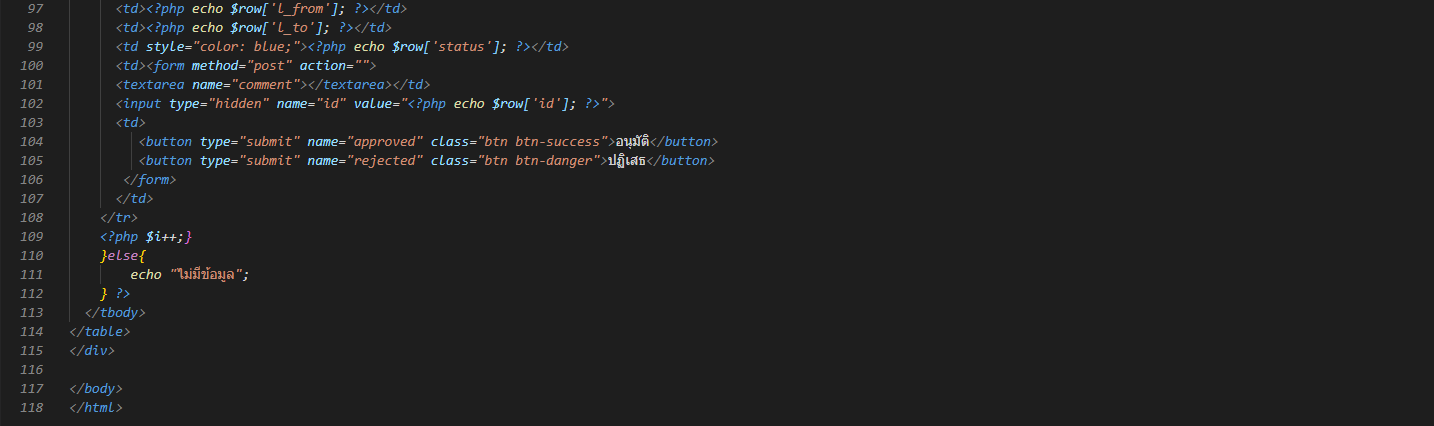 97 <td><?php echo $row['l_from']; ?></td>
98 <td><?php echo $row['l_to']; ?></td>
99 <td style="color: blue;"><?php echo $row['status']; ?></td>
100 <td><form method="post" action="">
101 <textarea name="comment"></textarea></td>
102 <input type="hidden" name="id" value="<?php echo $row['id']; ?>">
103 <td>
104 <button type="submit" name="approved" class="btn btn-success">อนุมัติ</button>
105 <button type="submit" name="rejected" class="btn btn-danger">ปฏิเสธ</button>
106 </form>
107 </td>
108 </tr>
109 <?php $i++;}
110 }else{
111 echo "ไม่มีข้อมูล";
112 } ?>
113 </tbody>
114 </table>
115 </div>
116
117 </body>
118 </html>